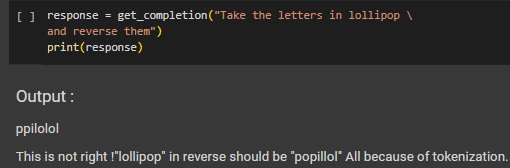 [ ] response = get_completion("Take the letters in lollipop \
and reverse them")
print(response)
Output :
ppilolol
This is not right !"lollipop" in reverse should be "popillol" All because of tokenization.